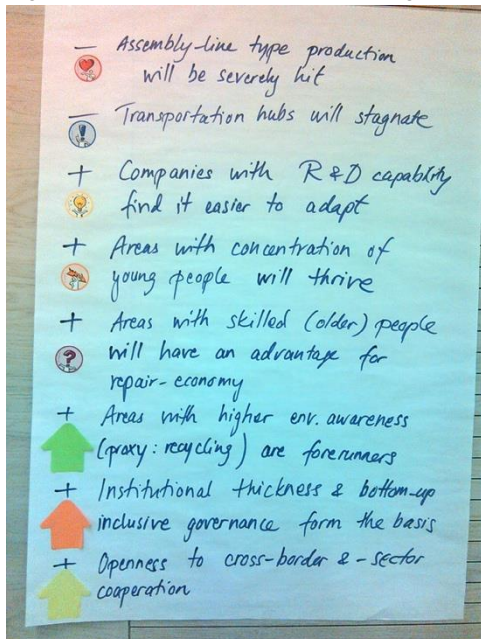 — Assembly-line type production
will be severely hit
— Transportation hubs will stagnate
+ Companies with R&D capability
find it easier to adapt
+ Areas with concentration of
young people will thrive
+ Areas with skilled (older) people
will have an advantage for
repair-economy
+ Areas with higher env. awareness
(proxy: recycling) are forerunners
+ Institutional thickness & bottom-up
inclusive governance form the basis
+ Openness to cross-border & -sector
cooperation